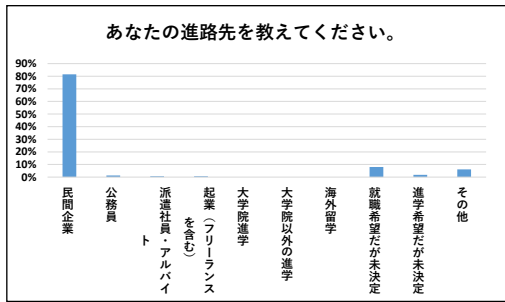 あなたの進路先を教えてください。
90%
80%
70%
60%
50%
40%
30%
20%
10%
0%
民間企業
公務員
派遣社員・アルバイ
ト
起業（フリーランス
を含む）
大学院進学
大学院以外の進学
海外留学
就職希望だが未決定
進学希望だが未決定
その他